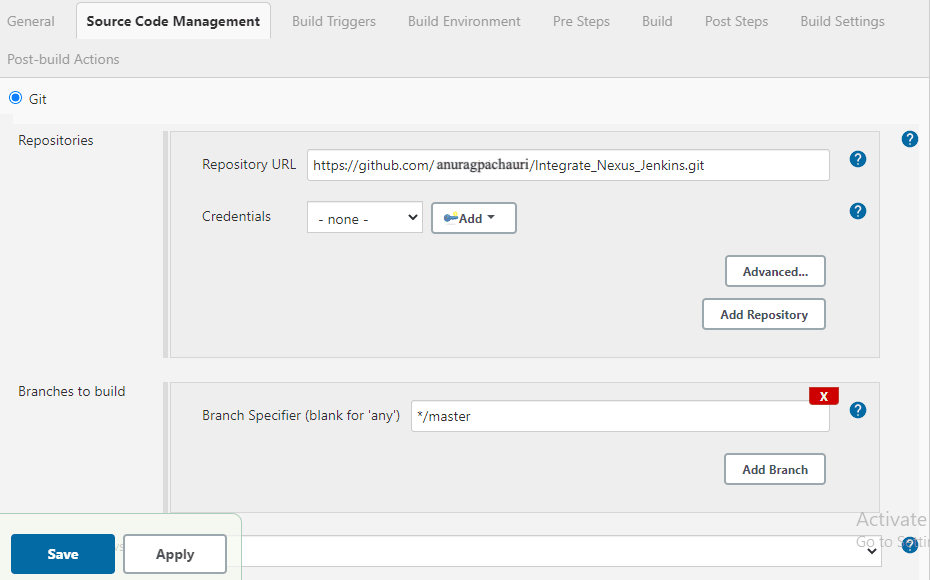 General Source Code Management Build Triggers Build Environment Pre Steps Build Post Steps Build Settings
Post-build Actions
Git
Repositories
?
Repository URL https://github.com/anuragpachauri/Integrate_Nexus_Jenkins.git ?
Credentials - none - Add ?
Advanced...
Add Repository
Branches to build
X
Branch Specifier (blank for 'any') */master ?
Add Branch
Activate
Go to
Save Apply ?